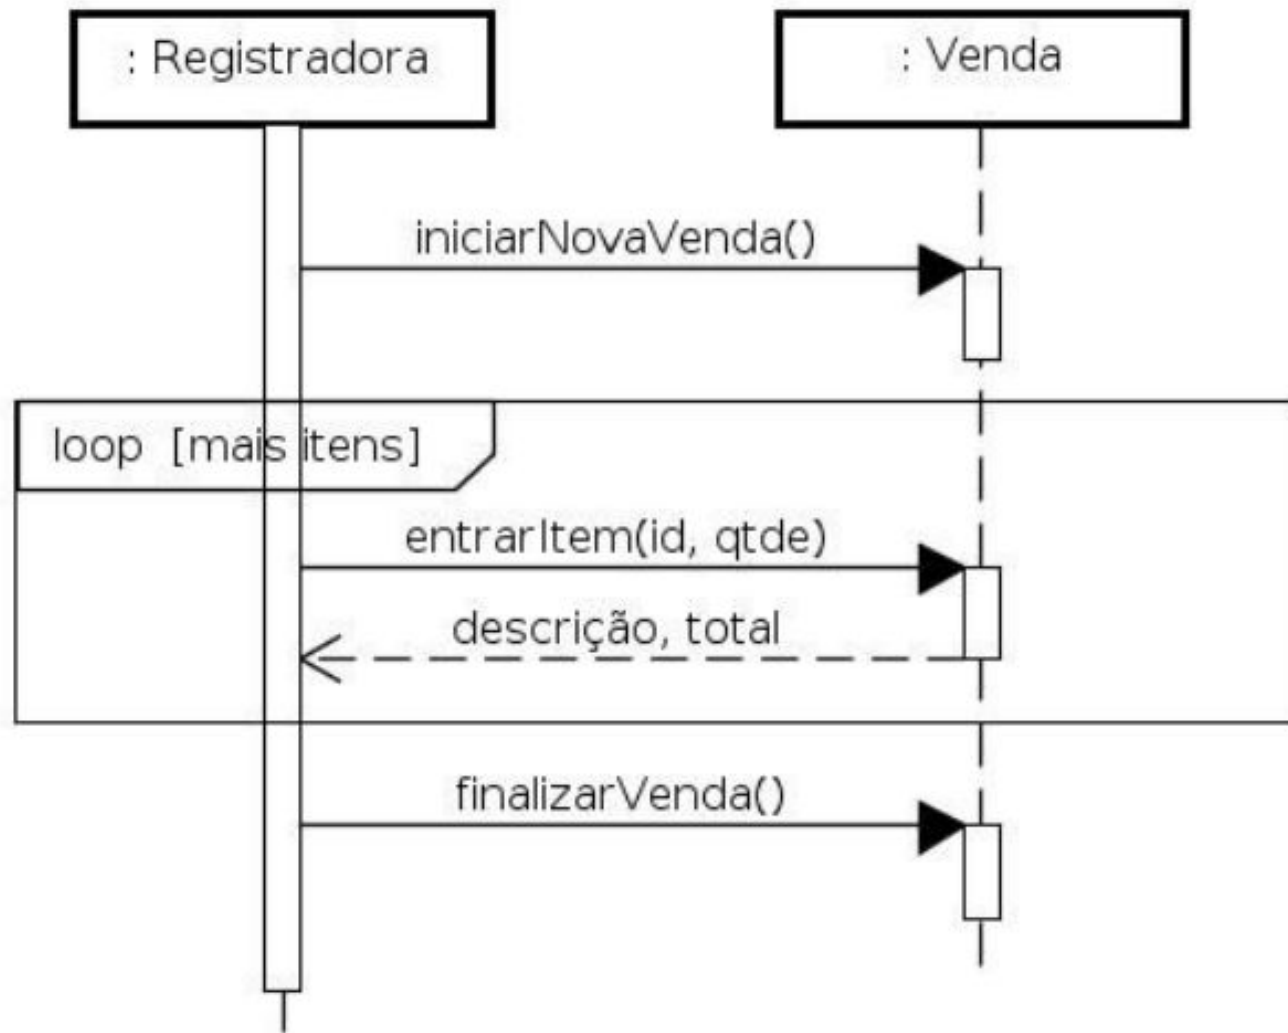 : Registradora
: Venda
iniciarNovaVenda()
loop [mais itens]
entrarItem(id, qtde)
descrição, total
finalizarVenda()